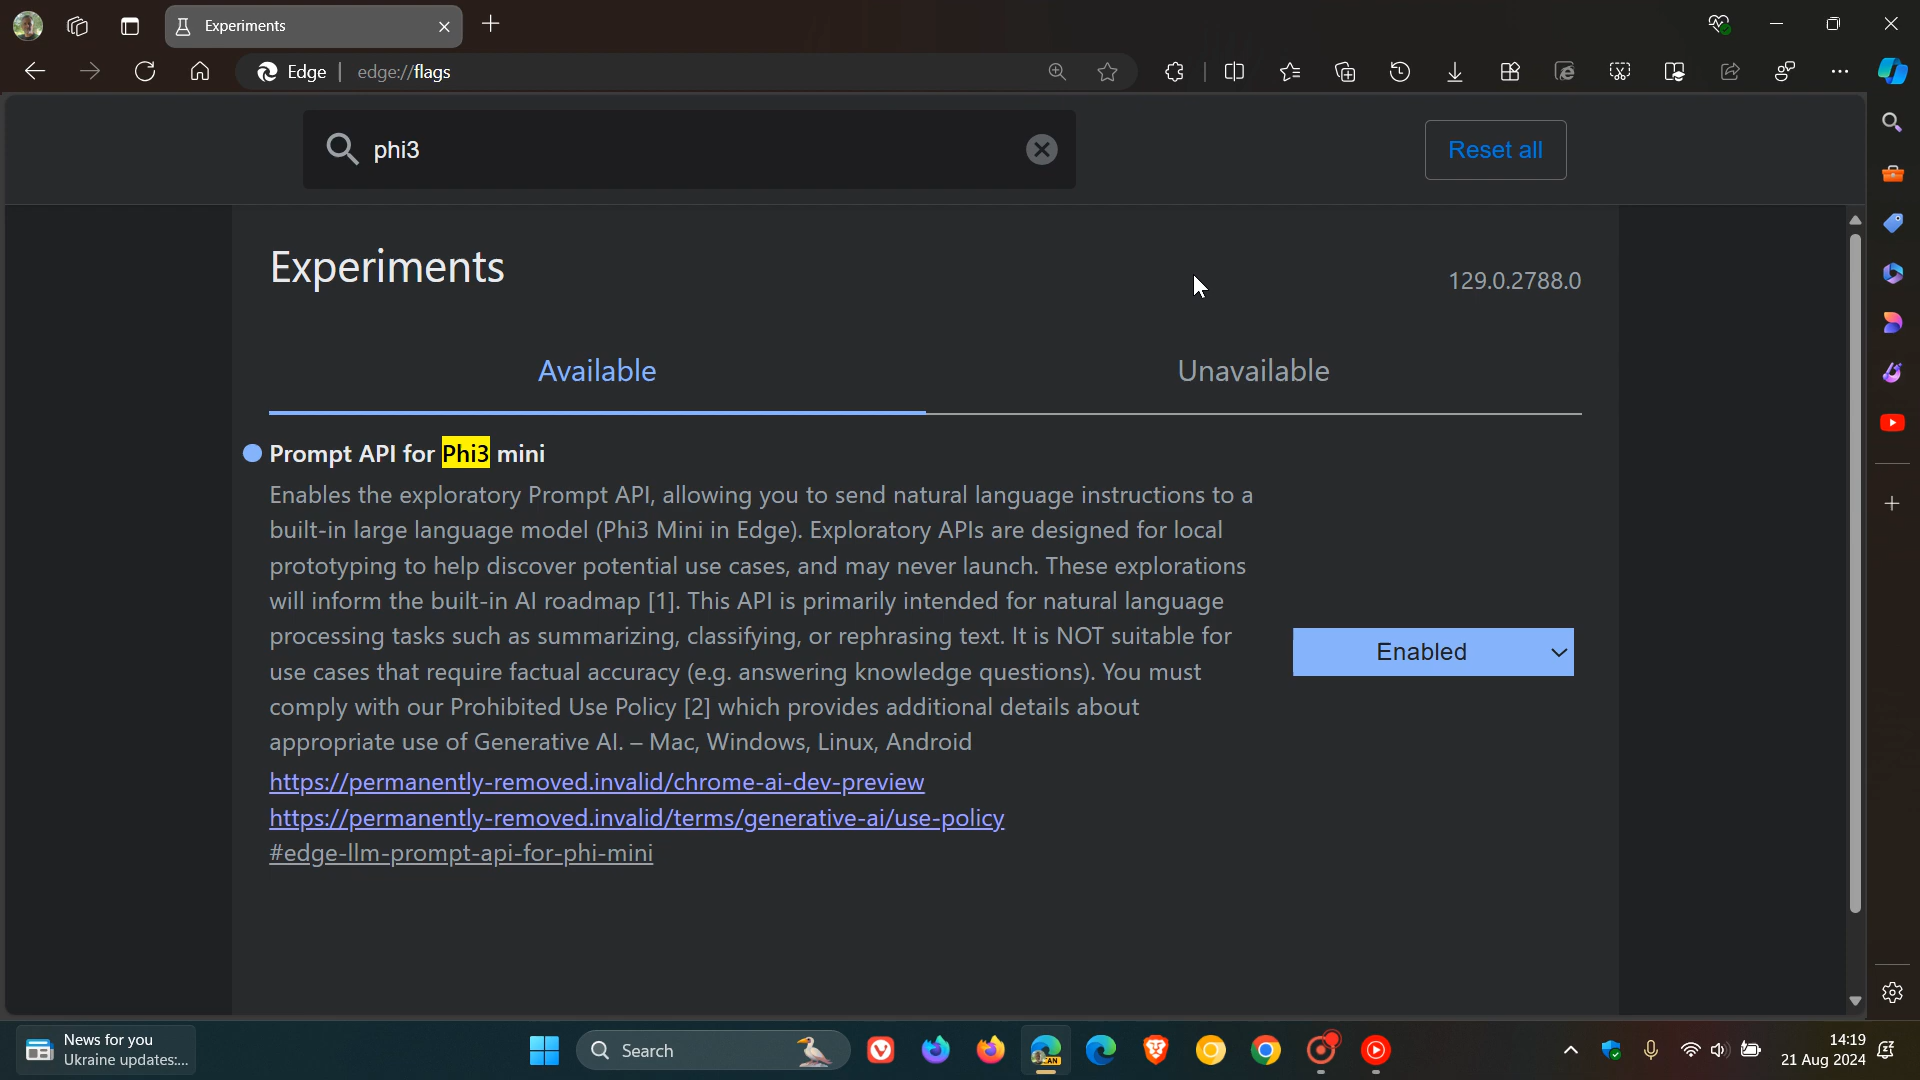 Experiments
Edge
edge://flags
phi3
Reset all
Experiments
129.0.2788.0
Available
Unavailable
Prompt API for Phi3 mini
Enables the exploratory Prompt API, allowing you to send natural language instructions to a
built-in large language model (Phi3 Mini in Edge). Exploratory APIs are designed for local
prototyping to help discover potential use cases, and may never launch. These explorations
will inform the built-in AI roadmap [1]. This API is primarily intended for natural language
processing tasks such as summarizing, classifying, or rephrasing text. It is NOT suitable for
use cases that require factual accuracy (e.g. answering knowledge questions). You must
comply with our Prohibited Use Policy [2] which provides additional details about
appropriate use of Generative AI. – Mac, Windows, Linux, Android
Enabled
https://permanently-removed.invalid/chrome-ai-dev-preview
https://permanently-removed.invalid/terms/generative-ai/use-policy
#edge-llm-prompt-api-for-phi-mini
News for you
Ukraine updates:...
Search
CAN
14:19
21 Aug 2024